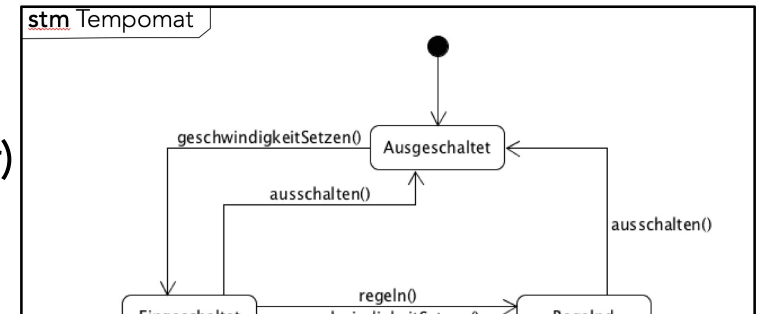 stm Tempomat
)
geschwindigkeitSetzen()
Ausgeschaltet
ausschalten()
ausschalten()
regeln()